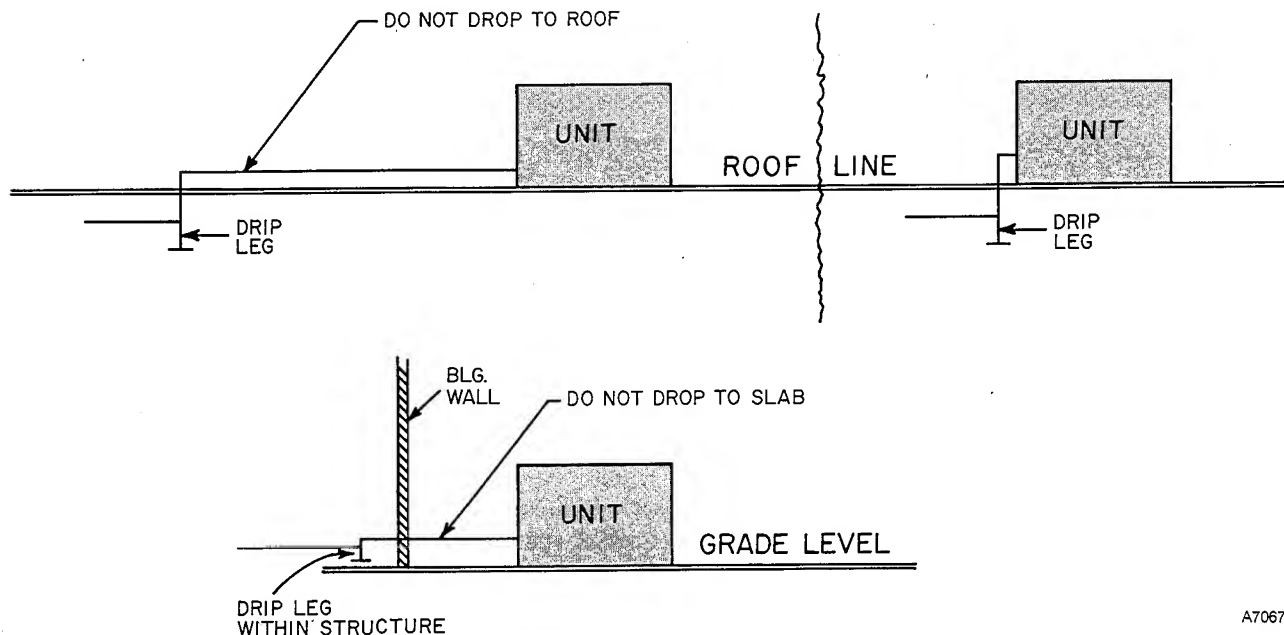 DO NOT DROP TO ROOF
UNIT
UNIT
ROOF LINE
DRIP
LEG
DRIP
LEG
BLG.
WALL
DO NOT DROP TO SLAB
UNIT
GRADE LEVEL
DRIP LEG
WITHIN STRUCTURE
A7067